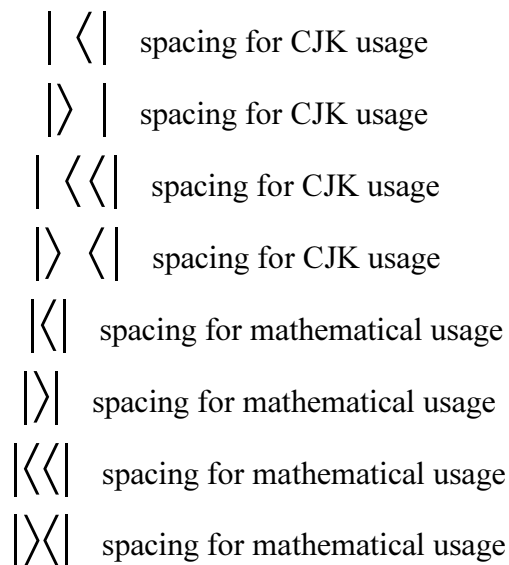 | 〈| spacing for CJK usage
|〉 | spacing for CJK usage
| 〈〈| spacing for CJK usage
|〉〈| spacing for CJK usage
|⟨| spacing for mathematical usage
|⟩| spacing for mathematical usage
|⟨⟨| spacing for mathematical usage
|⟩⟨| spacing for mathematical usage